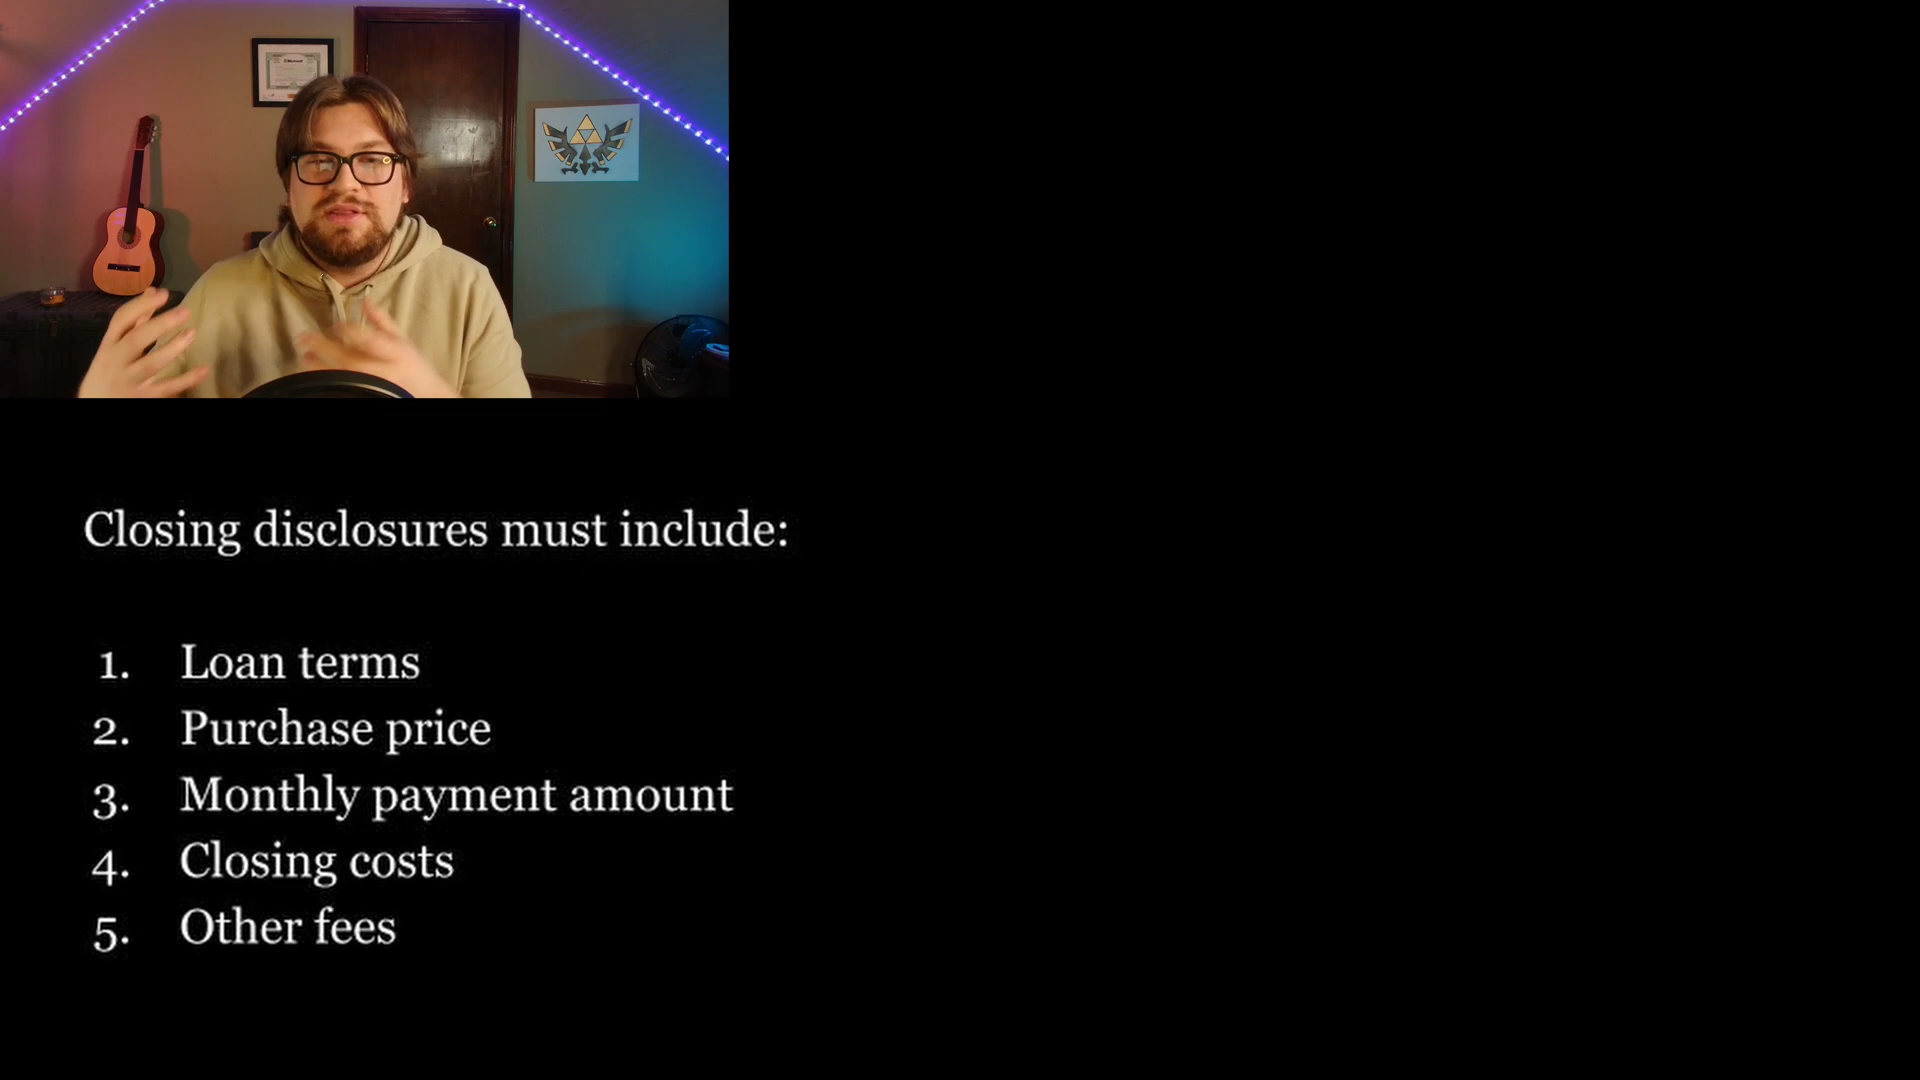 Microsoft
Closing disclosures must include:
1. Loan terms
2. Purchase price
3. Monthly payment amount
4. Closing costs
5. Other fees